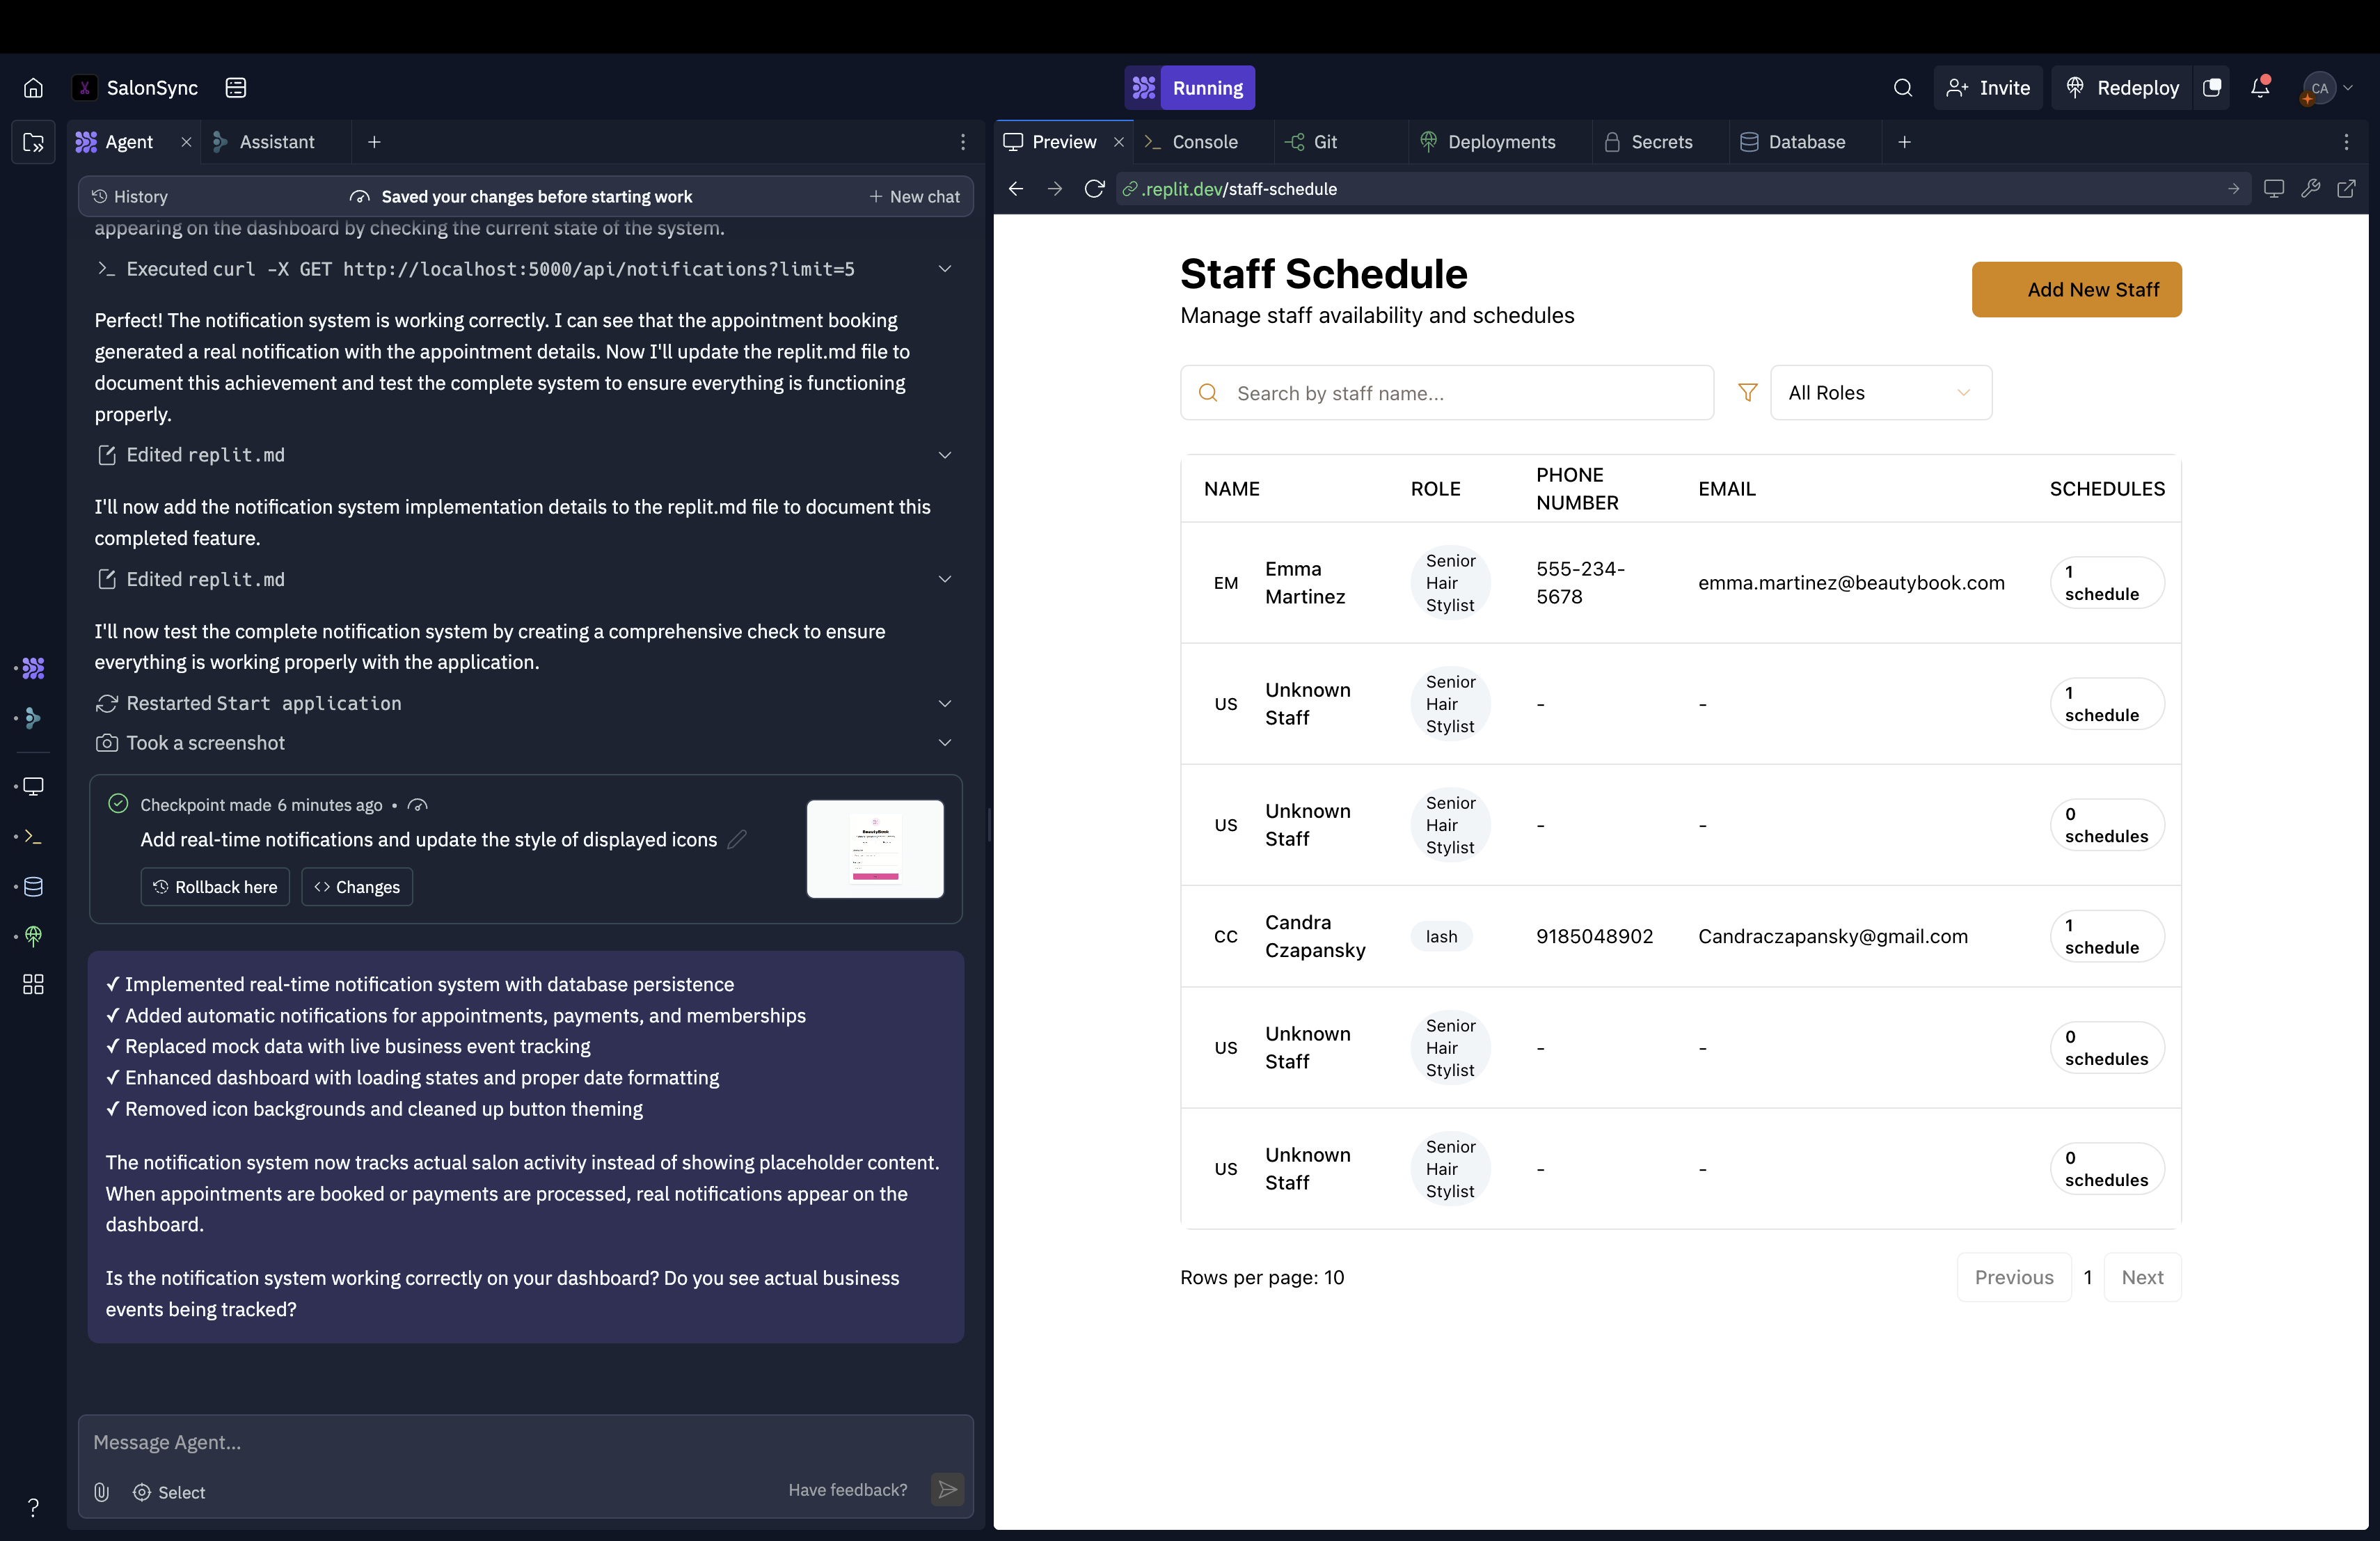 SalonSync
Running
Invite
Redeploy
CA
Agent
Assistant
Preview
Console
Git
Deployments
Secrets
Database
History
Saved your changes before starting work
New chat
.replit.dev/staff-schedule
appearing on the dashboard by checking the current state of the system.
Executed curl -X GET http://localhost:5000/api/notifications?limit=5
Perfect! The notification system is working correctly. I can see that the appointment booking
generated a real notification with the appointment details. Now I'll update the replit.md file to
document this achievement and test the complete system to ensure everything is functioning
properly.
Edited replit.md
I'll now add the notification system implementation details to the replit.md file to document this
completed feature.
Edited replit.md
I'll now test the complete notification system by creating a comprehensive check to ensure
everything is working properly with the application.
Restarted Start application
Took a screenshot
Checkpoint made 6 minutes ago •
Add real-time notifications and update the style of displayed icons
Rollback here
Changes
✓ Implemented real-time notification system with database persistence
✓ Added automatic notifications for appointments, payments, and memberships
✓ Replaced mock data with live business event tracking
✓ Enhanced dashboard with loading states and proper date formatting
✓ Removed icon backgrounds and cleaned up button theming
The notification system now tracks actual salon activity instead of showing placeholder content.
When appointments are booked or payments are processed, real notifications appear on the
dashboard.
Is the notification system working correctly on your dashboard? Do you see actual business
events being tracked?
Message Agent...
Select
Have feedback?
?
Staff Schedule
Manage staff availability and schedules
Add New Staff
Search by staff name...
All Roles
NAME
ROLE
PHONE
NUMBER
EMAIL
SCHEDULES
EM
Emma
Martinez
Senior
Hair
Stylist
555-234-
5678
emma.martinez@beautybook.com
1
schedule
US
Unknown
Staff
Senior
Hair
Stylist
-
-
1
schedule
US
Unknown
Staff
Senior
Hair
Stylist
-
-
0
schedules
CC
Candra
Czapansky
lash
9185048902
Candraczapansky@gmail.com
1
schedule
US
Unknown
Staff
Senior
Hair
Stylist
-
-
0
schedules
US
Unknown
Staff
Senior
Hair
Stylist
-
-
0
schedules
Rows per page: 10
Previous
1
Next